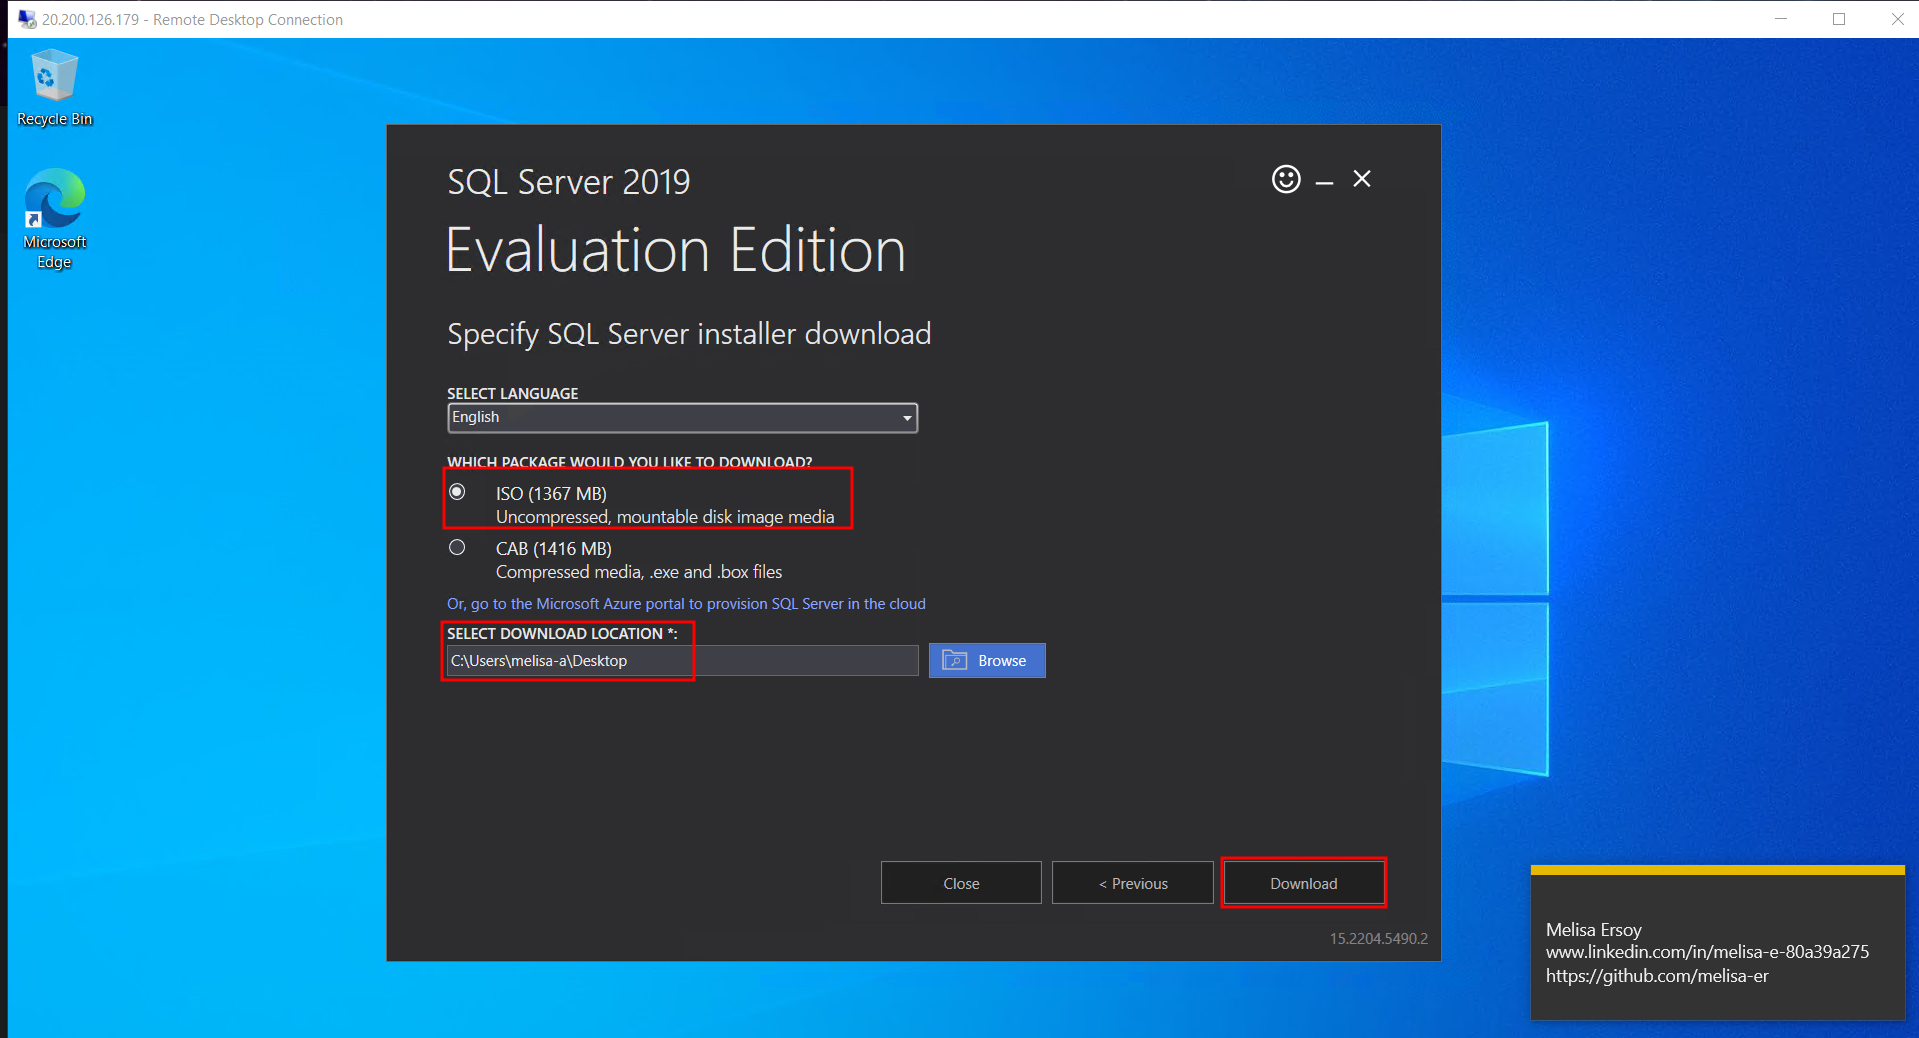 20.200.126.179 - Remote Desktop Connection
Recycle Bin
Microsoft
Edge
SQL Server 2019
Evaluation Edition
Specify SQL Server installer download
SELECT LANGUAGE
English
WHICH PACKAGE WOULD YOU LIKE TO DOWNLOAD?
ISO (1367 MB)
Uncompressed, mountable disk image media
CAB (1416 MB)
Compressed media, .exe and .box files
Or, go to the Microsoft Azure portal to provision SQL Server in the cloud
SELECT DOWNLOAD LOCATION *:
C:\Users\melisa-a\Desktop
Browse
Close
< Previous
Download
15.2204.5490.2
Melisa Ersoy
www.linkedin.com/in/melisa-e-80a39a275
https://github.com/melisa-er